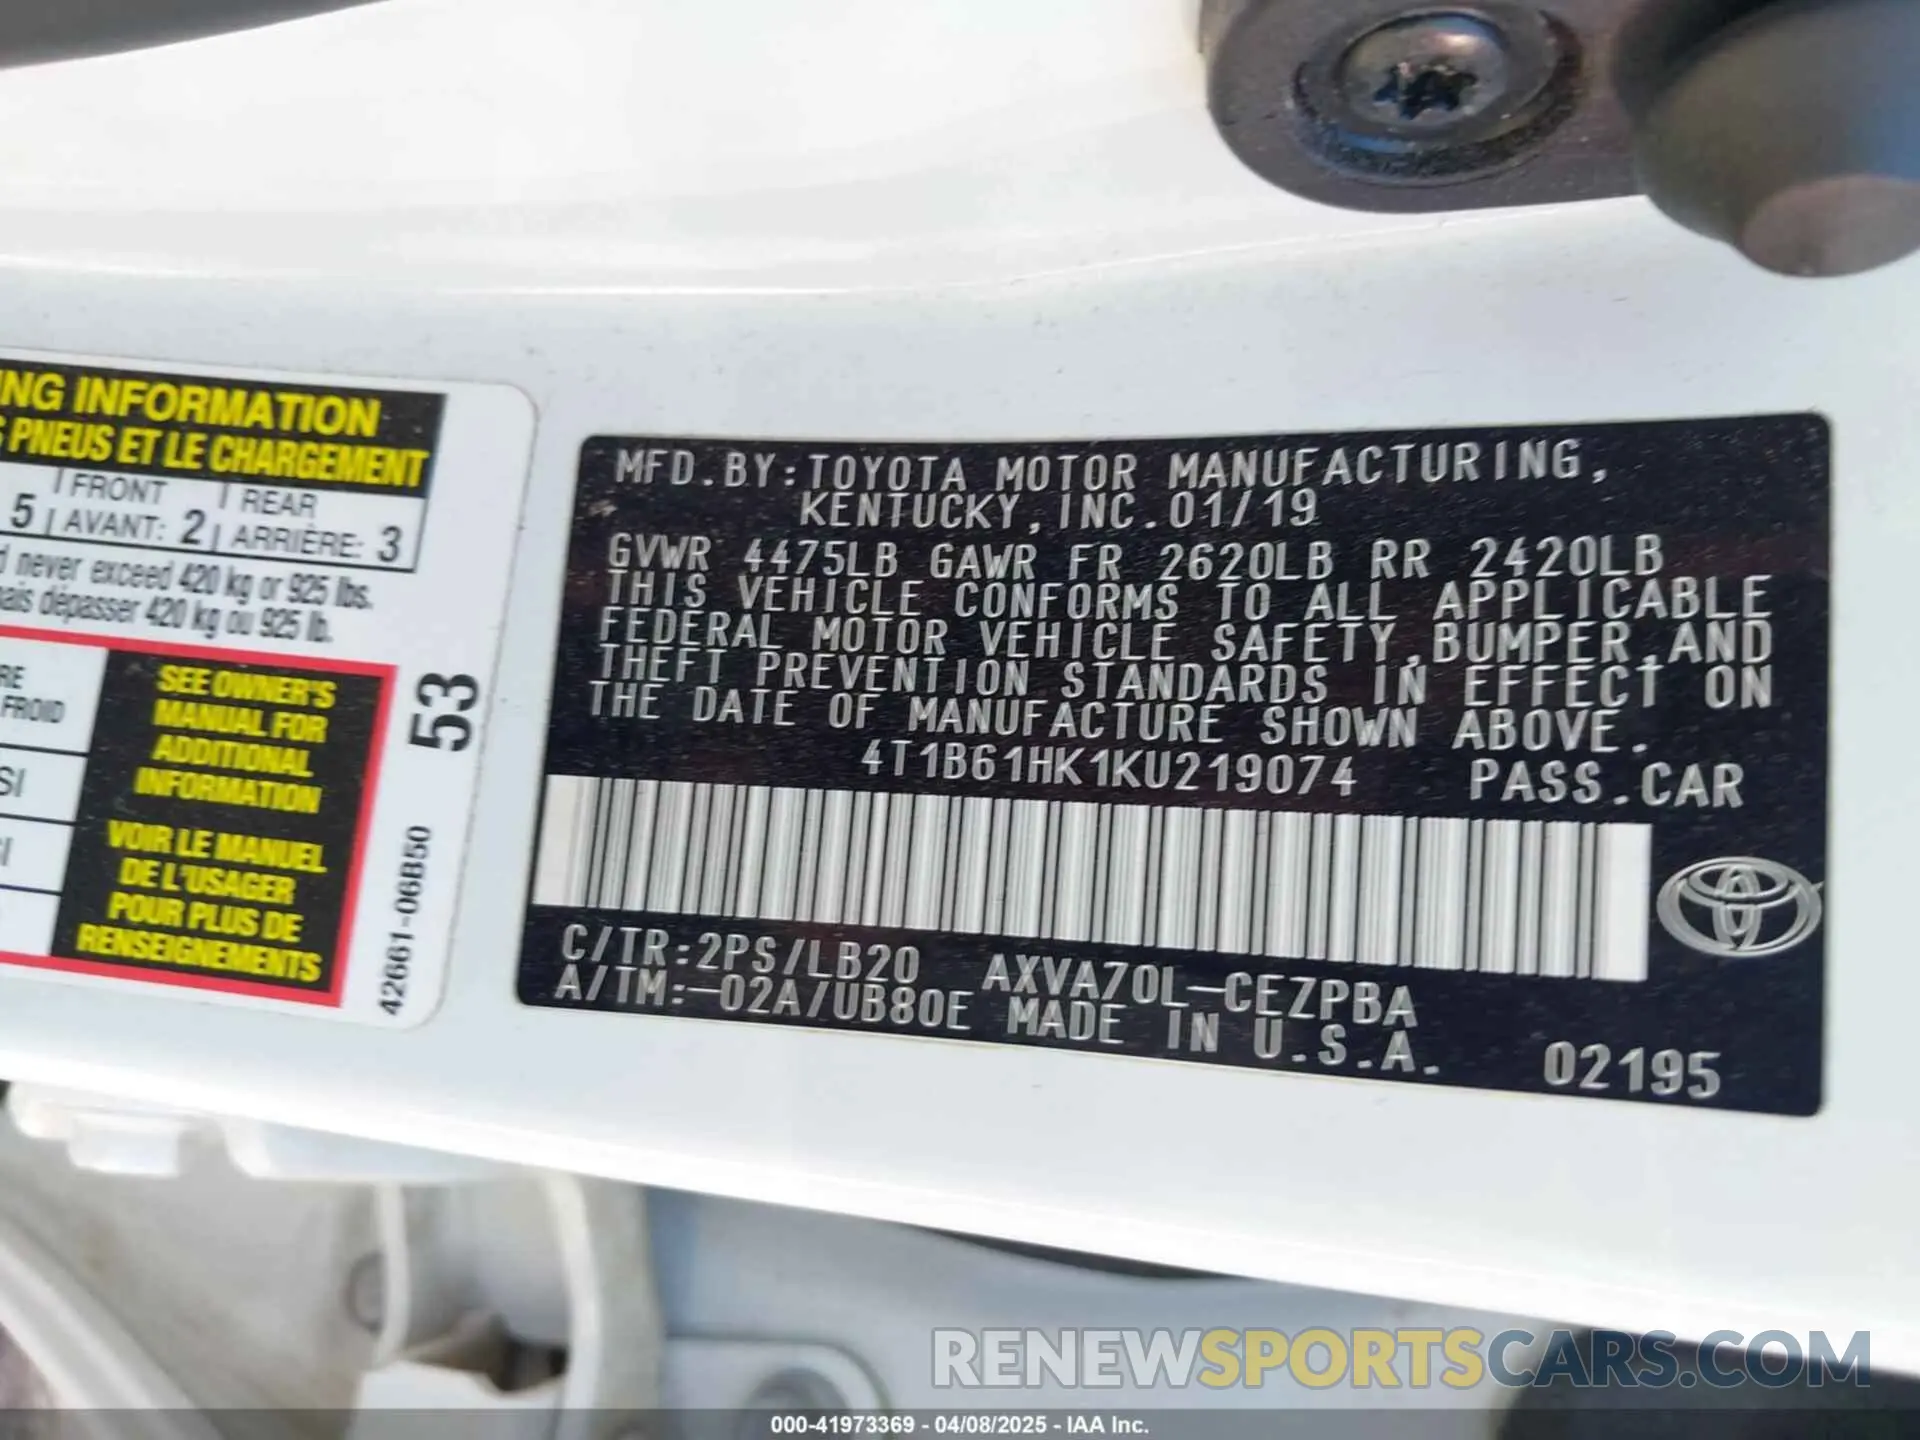 ING INFORMATION
PNEUS ET LE CHARGEMENT
5 | FRONT AVANT: 2 | REAR ARRIÈRE: 3
never exceed 420 kg or 925 lbs.
dépasser 420 kg ou 925 lb.
RE
FROID
SI
SEE OWNER'S
MANUAL FOR
ADDITIONAL
INFORMATION
VOIR LE MANUEL
DE L'USAGER
POUR PLUS DE
RENSEIGNEMENTS
53
42661-06B50
MFD.BY:TOYOTA MOTOR MANUFACTURING,
KENTUCKY,INC.01/19
GVWR 4475LB GAWR FR 2620LB RR 2420LB
THIS VEHICLE CONFORMS TO ALL APPLICABLE
FEDERAL MOTOR VEHICLE SAFETY,BUMPER,AND
THEFT PREVENTION STANDARDS IN EFFECT ON
THE DATE OF MANUFACTURE SHOWN ABOVE.
4T1B61HK1KU219074 PASS.CAR
C/TR:2PS/LB20 AXVA70L-CEZPBA
A/TM:-02A/UB80E MADE IN U.S.A.
02195
RENEWSPORTSCARS.COM
000-41973369 - 04/08/2025 - IAA Inc.